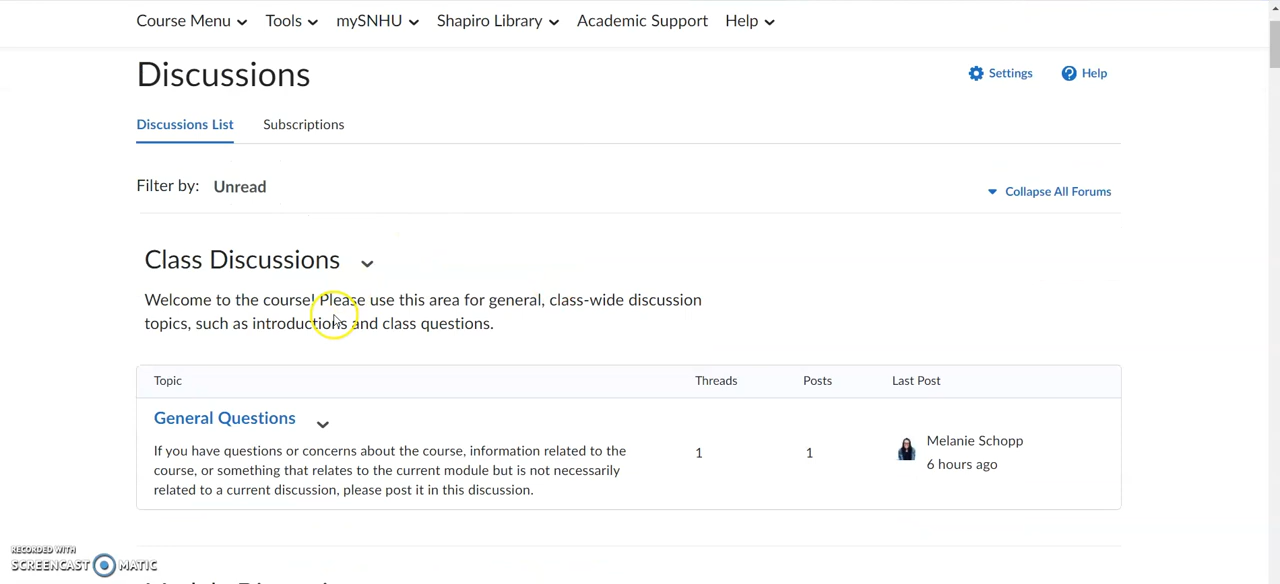 Course Menu Tools mySNHU Shapiro Library Academic Support Help
Discussions
Settings Help
Discussions List Subscriptions
Filter by: Unread
Collapse All Forums
Class Discussions
Welcome to the course! Please use this area for general, class-wide discussion
topics, such as introductions and class questions.
Topic Threads Posts Last Post
General Questions
If you have questions or concerns about the course, information related to the
course, or something that relates to the current module but is not necessarily
related to a current discussion, please post it in this discussion.
1 1
Melanie Schopp
6 hours ago
RECORDED WITH
SCREENCAST MATIC